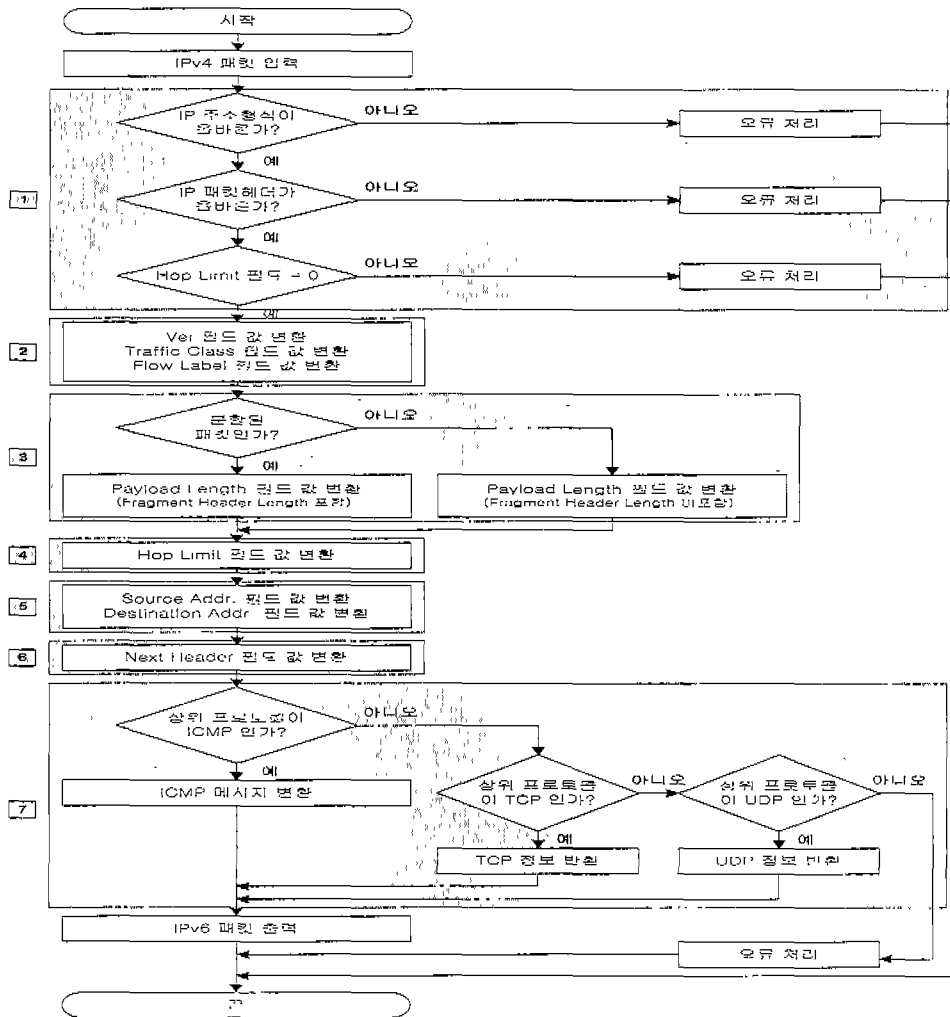 시작
IPv4 패킷 입력
IP 주소형식이
올바른가?
아니오
오류 처리
예
1
IP 패킷헤더가
올바른가?
아니오
오류 처리
예
Hop Limit 필드 = 0
아니오
오류 처리
예
2
Ver 필드 값 변환
Traffic Class 필드 값 변환
Flow Label 필드 값 변환
3
분할된
패킷인가?
아니오
예
Payload Length 필드 값 변환
(Fragment Header Length 포함)
Payload Length 필드 값 변환
(Fragment Header Length 미포함)
4
Hop Limit 필드 값 변환
5
Source Addr. 필드 값 변환
Destination Addr. 필드 값 변환
6
Next Header 필드 값 변환
7
상위 프로토콜이
ICMP 인가?
아니오
예
ICMP 메시지 변환
상위 프로토콜
이 TCP 인가?
아니오
상위 프로토콜
이 UDP 인가?
아니오
예
예
TCP 정보 변환
UDP 정보 변환
IPv6 패킷 출력
오류 처리
끝